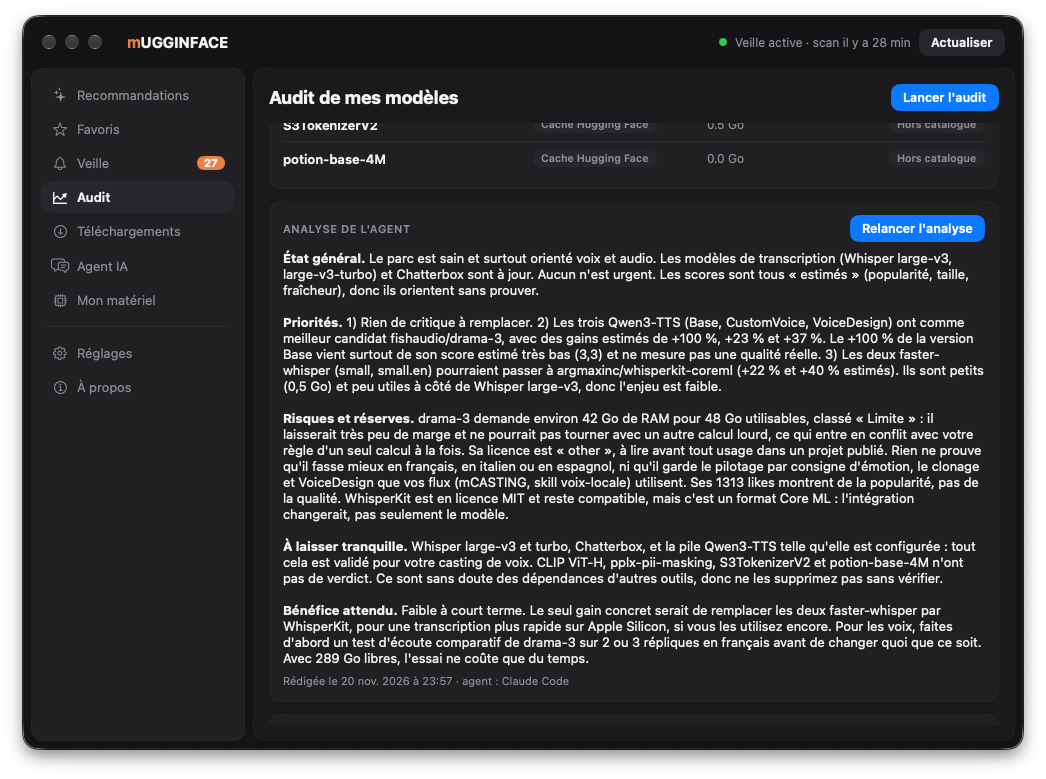 mUGGINFACE
Veille active · scan il y a 28 min
Actualiser
Recommandations
Favoris
Veille
27
Audit
Téléchargements
Agent IA
Mon matériel
Réglages
À propos
Audit de mes modèles
Lancer l'audit
S3TokenizerV2
Cache Hugging Face
0.5 Go
Hors catalogue
potion-base-4M
Cache Hugging Face
0.0 Go
Hors catalogue
ANALYSE DE L'AGENT
Relancer l'analyse
État général. Le parc est sain et surtout orienté voix et audio. Les modèles de transcription (Whisper large-v3,
large-v3-turbo) et Chatterbox sont à jour. Aucun n'est urgent. Les scores sont tous « estimés » (popularité, taille,
fraîcheur), donc ils orientent sans prouver.
Priorités. 1) Rien de critique à remplacer. 2) Les trois Qwen3-TTS (Base, CustomVoice, VoiceDesign) ont comme
meilleur candidat fishaudio/drama-3, avec des gains estimés de +100 %, +23 % et +37 %. Le +100 % de la version
Base vient surtout de son score estimé très bas (3,3) et ne mesure pas une qualité réelle. 3) Les deux faster-
whisper (small, small.en) pourraient passer à argmaxinc/whisperkit-coreml (+22 % et +40 % estimés). Ils sont petits
(0,5 Go) et peu utiles à côté de Whisper large-v3, donc l'enjeu est faible.
Risques et réserves. drama-3 demande environ 42 Go de RAM pour 48 Go utilisables, classé « Limite » : il
laisserait très peu de marge et ne pourrait pas tourner avec un autre calcul lourd, ce qui entre en conflit avec votre
règle d'un seul calcul à la fois. Sa licence est « other », à lire avant tout usage dans un projet publié. Rien ne prouve
qu'il fasse mieux en français, en italien ou en espagnol, ni qu'il garde le pilotage par consigne d'émotion, le clonage
et VoiceDesign que vos flux (mCASTING, skill voix-locale) utilisent. Ses 1313 likes montrent de la popularité, pas de
la qualité. WhisperKit est en licence MIT et reste compatible, mais c'est un format Core ML : l'intégration
changerait, pas seulement le modèle.
À laisser tranquille. Whisper large-v3 et turbo, Chatterbox, et la pile Qwen3-TTS telle qu'elle est configurée : tout
cela est validé pour votre casting de voix. CLIP ViT-H, pplx-pii-masking, S3TokenizerV2 et potion-base-4M n'ont
pas de verdict. Ce sont sans doute des dépendances d'autres outils, donc ne les supprimez pas sans vérifier.
Bénéfice attendu. Faible à court terme. Le seul gain concret serait de remplacer les deux faster-whisper par
WhisperKit, pour une transcription plus rapide sur Apple Silicon, si vous les utilisez encore. Pour les voix, faites
d'abord un test d'écoute comparatif de drama-3 sur 2 ou 3 répliques en français avant de changer quoi que ce soit.
Avec 289 Go libres, l'essai ne coûte que du temps.
Rédigée le 20 nov. 2026 à 23:57 · agent : Claude Code